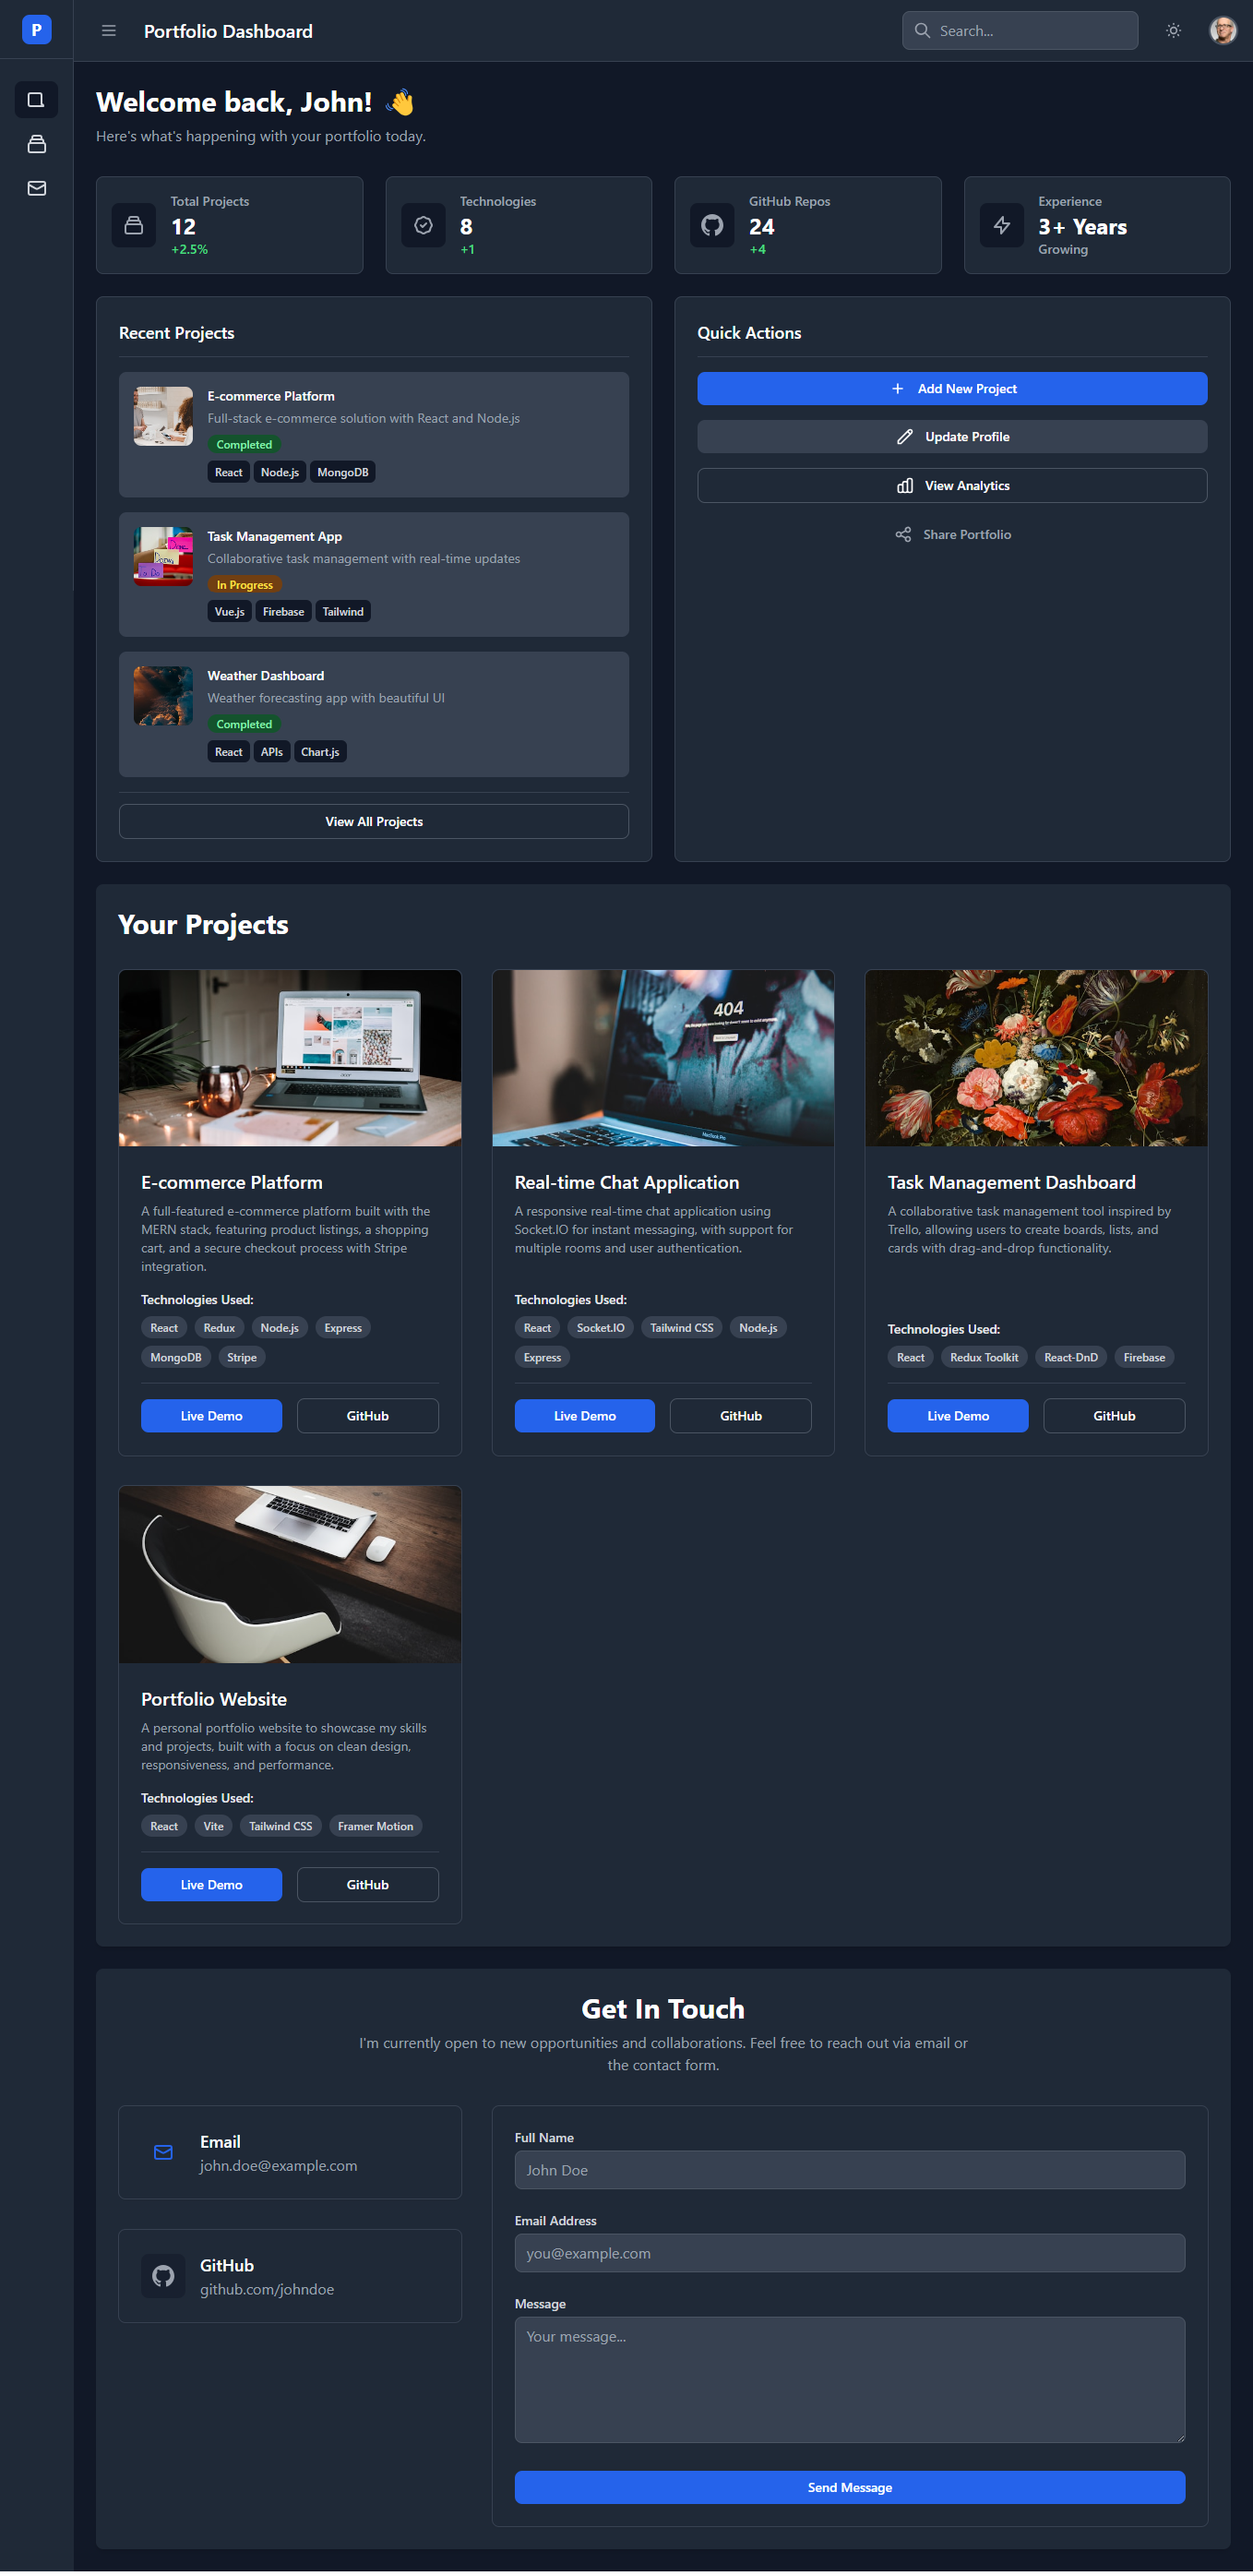 P
Portfolio Dashboard
Search...
Welcome back, John! 👋
Here's what's happening with your portfolio today.
Total Projects
12
+2.5%
Technologies
8
+1
GitHub Repos
24
+4
Experience
3+ Years
Growing
Recent Projects
E-commerce Platform
Full-stack e-commerce solution with React and Node.js
Completed
React Node.js MongoDB
Task Management App
Collaborative task management with real-time updates
In Progress
Vue.js Firebase Tailwind
Weather Dashboard
Weather forecasting app with beautiful UI
Completed
React APIs Chart.js
View All Projects
Quick Actions
Add New Project
Update Profile
View Analytics
Share Portfolio
Your Projects
E-commerce Platform
A full-featured e-commerce platform built with the
MERN stack, featuring product listings, a shopping
cart, and a secure checkout process with Stripe
integration.
Technologies Used:
React Redux Node.js Express
MongoDB Stripe
Live Demo GitHub
404
MacBook Pro
Real-time Chat Application
A responsive real-time chat application using
Socket.IO for instant messaging, with support for
multiple rooms and user authentication.
Technologies Used:
React Socket.IO Tailwind CSS Node.js
Express
Live Demo GitHub
Task Management Dashboard
A collaborative task management tool inspired by
Trello, allowing users to create boards, lists, and
cards with drag-and-drop functionality.
Technologies Used:
React Redux Toolkit React-DnD Firebase
Live Demo GitHub
Portfolio Website
A personal portfolio website to showcase my skills
and projects, built with a focus on clean design,
responsiveness, and performance.
Technologies Used:
React Vite Tailwind CSS Framer Motion
Live Demo GitHub
Get In Touch
I'm currently open to new opportunities and collaborations. Feel free to reach out via email or
the contact form.
Email
john.doe@example.com
GitHub
github.com/johndoe
Full Name
John Doe
Email Address
you@example.com
Message
Your message...
Send Message